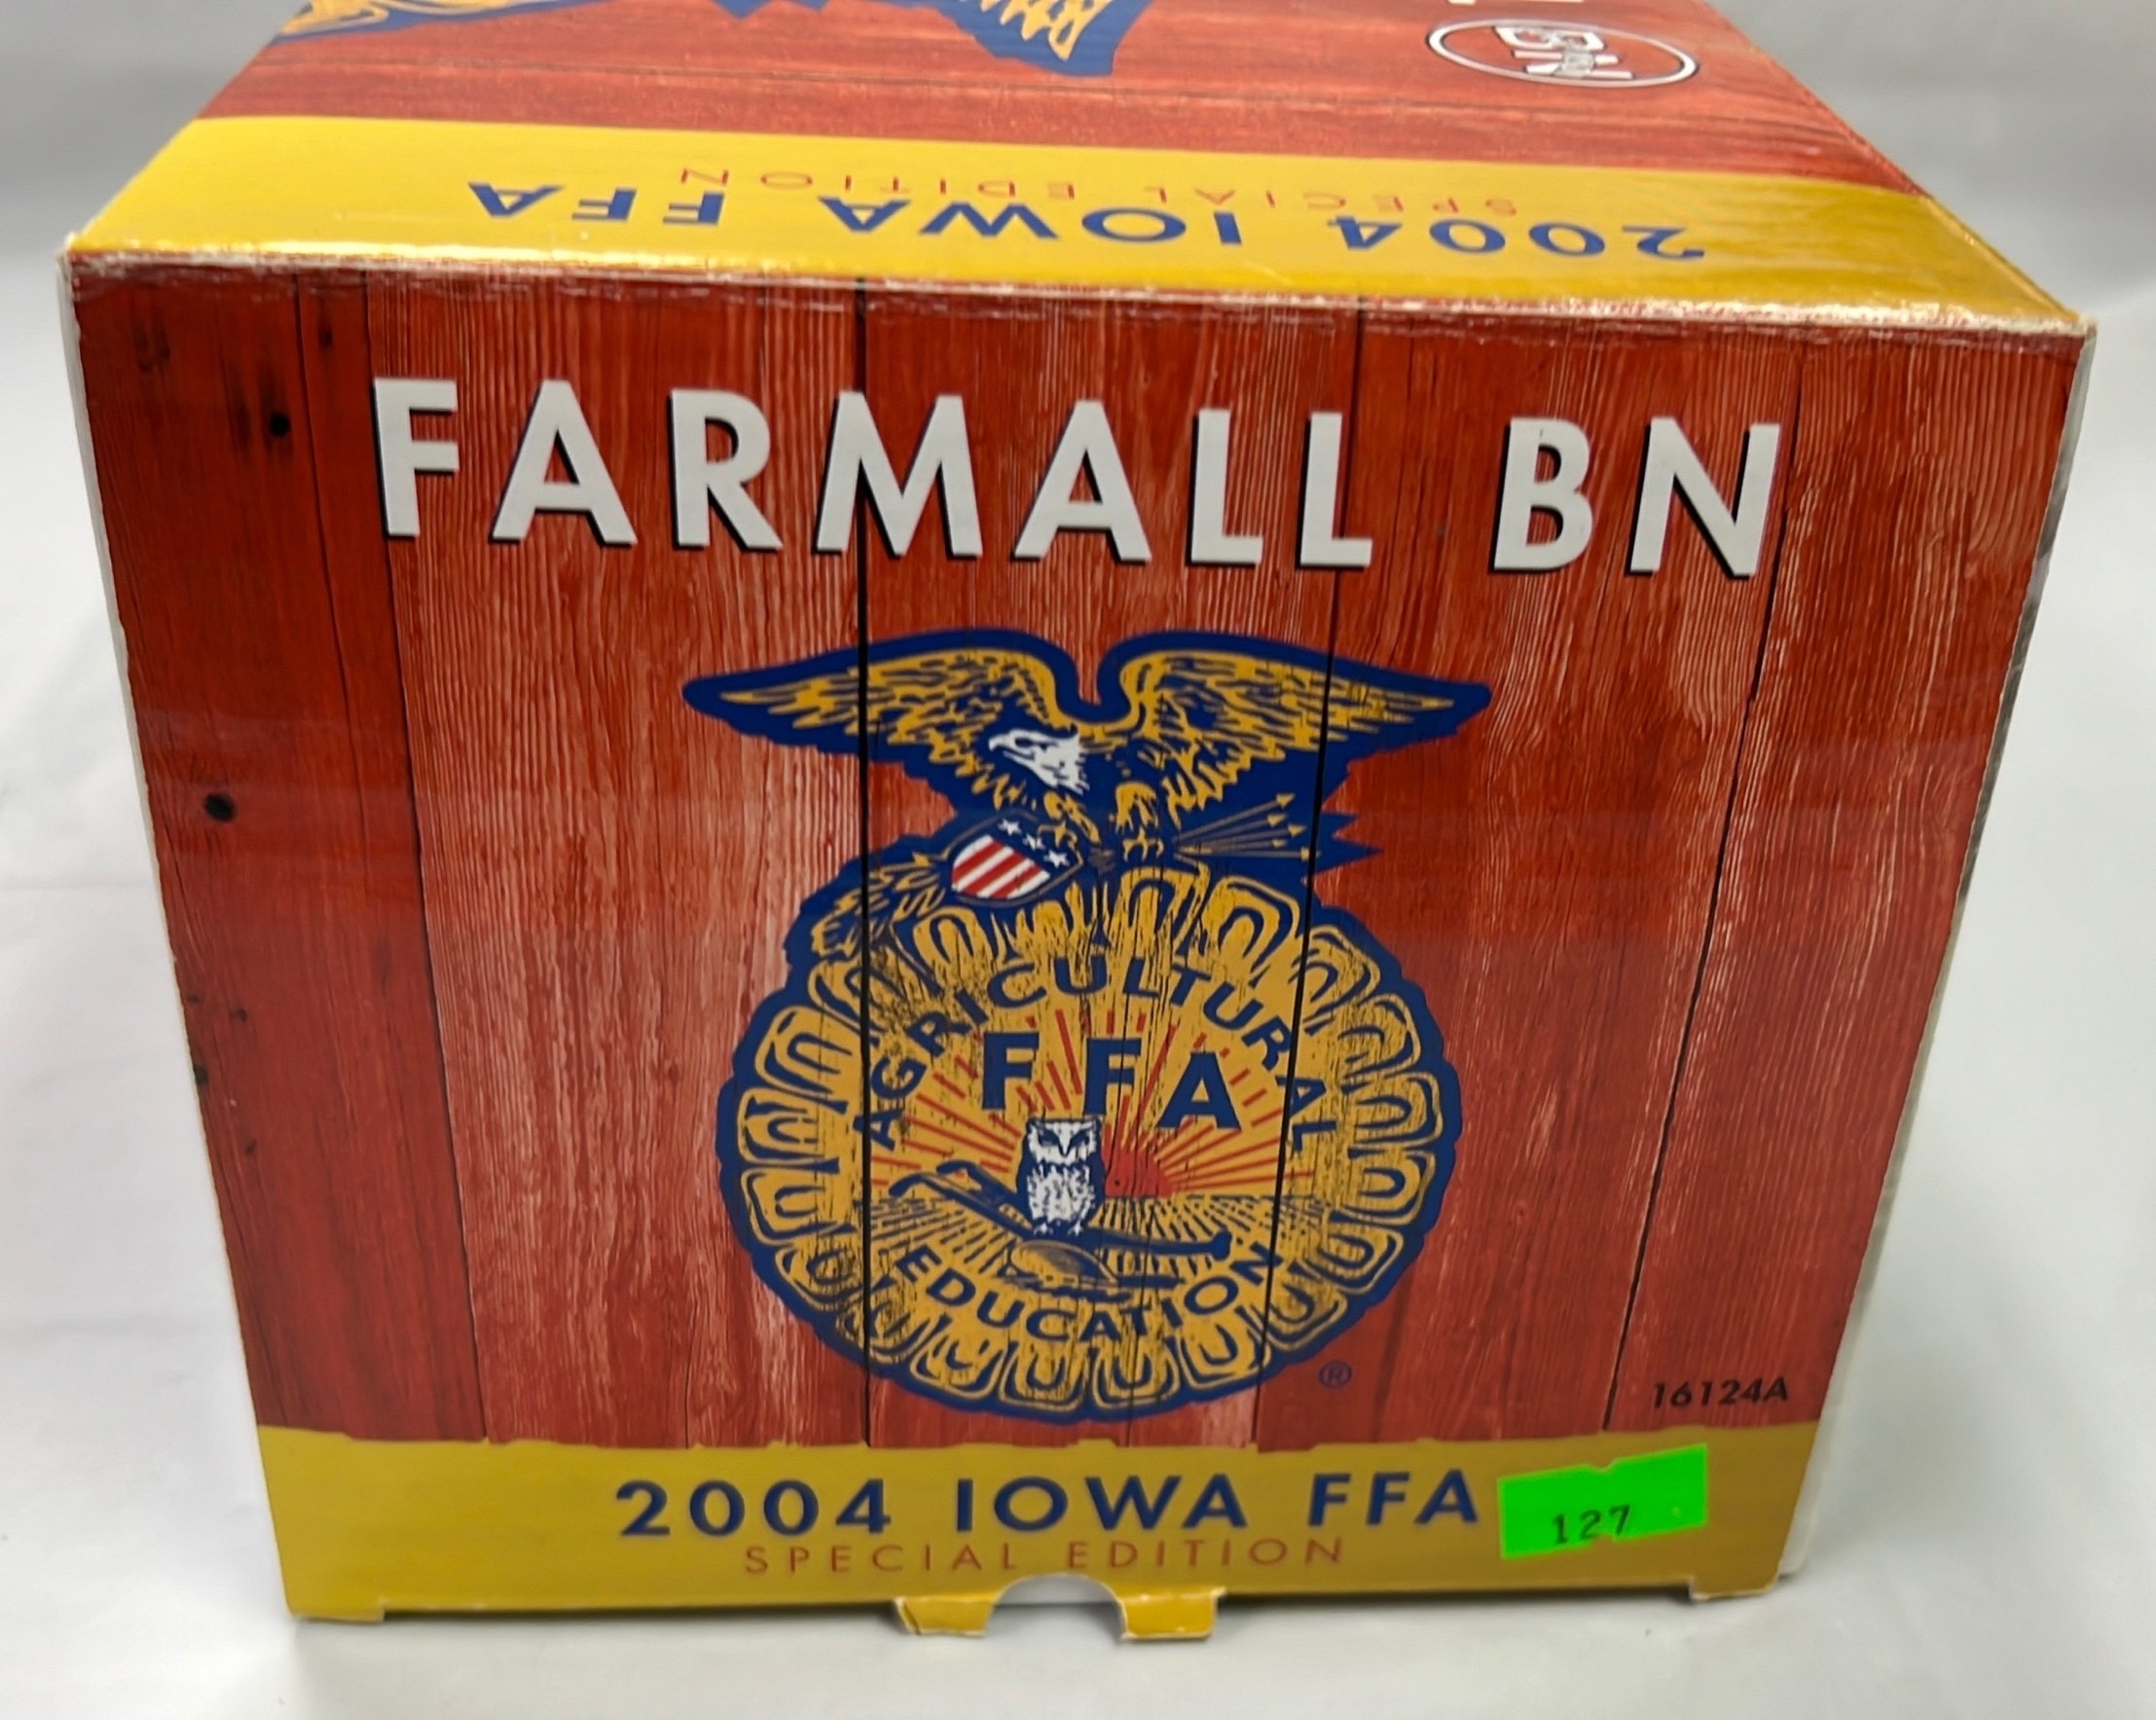 2004 IOWA FFA
SPECIAL EDITION
FARMALL BN
AGRICULTURAL
FFA
EDUCATION
®
16124A
2004 IOWA FFA
SPECIAL EDITION
127